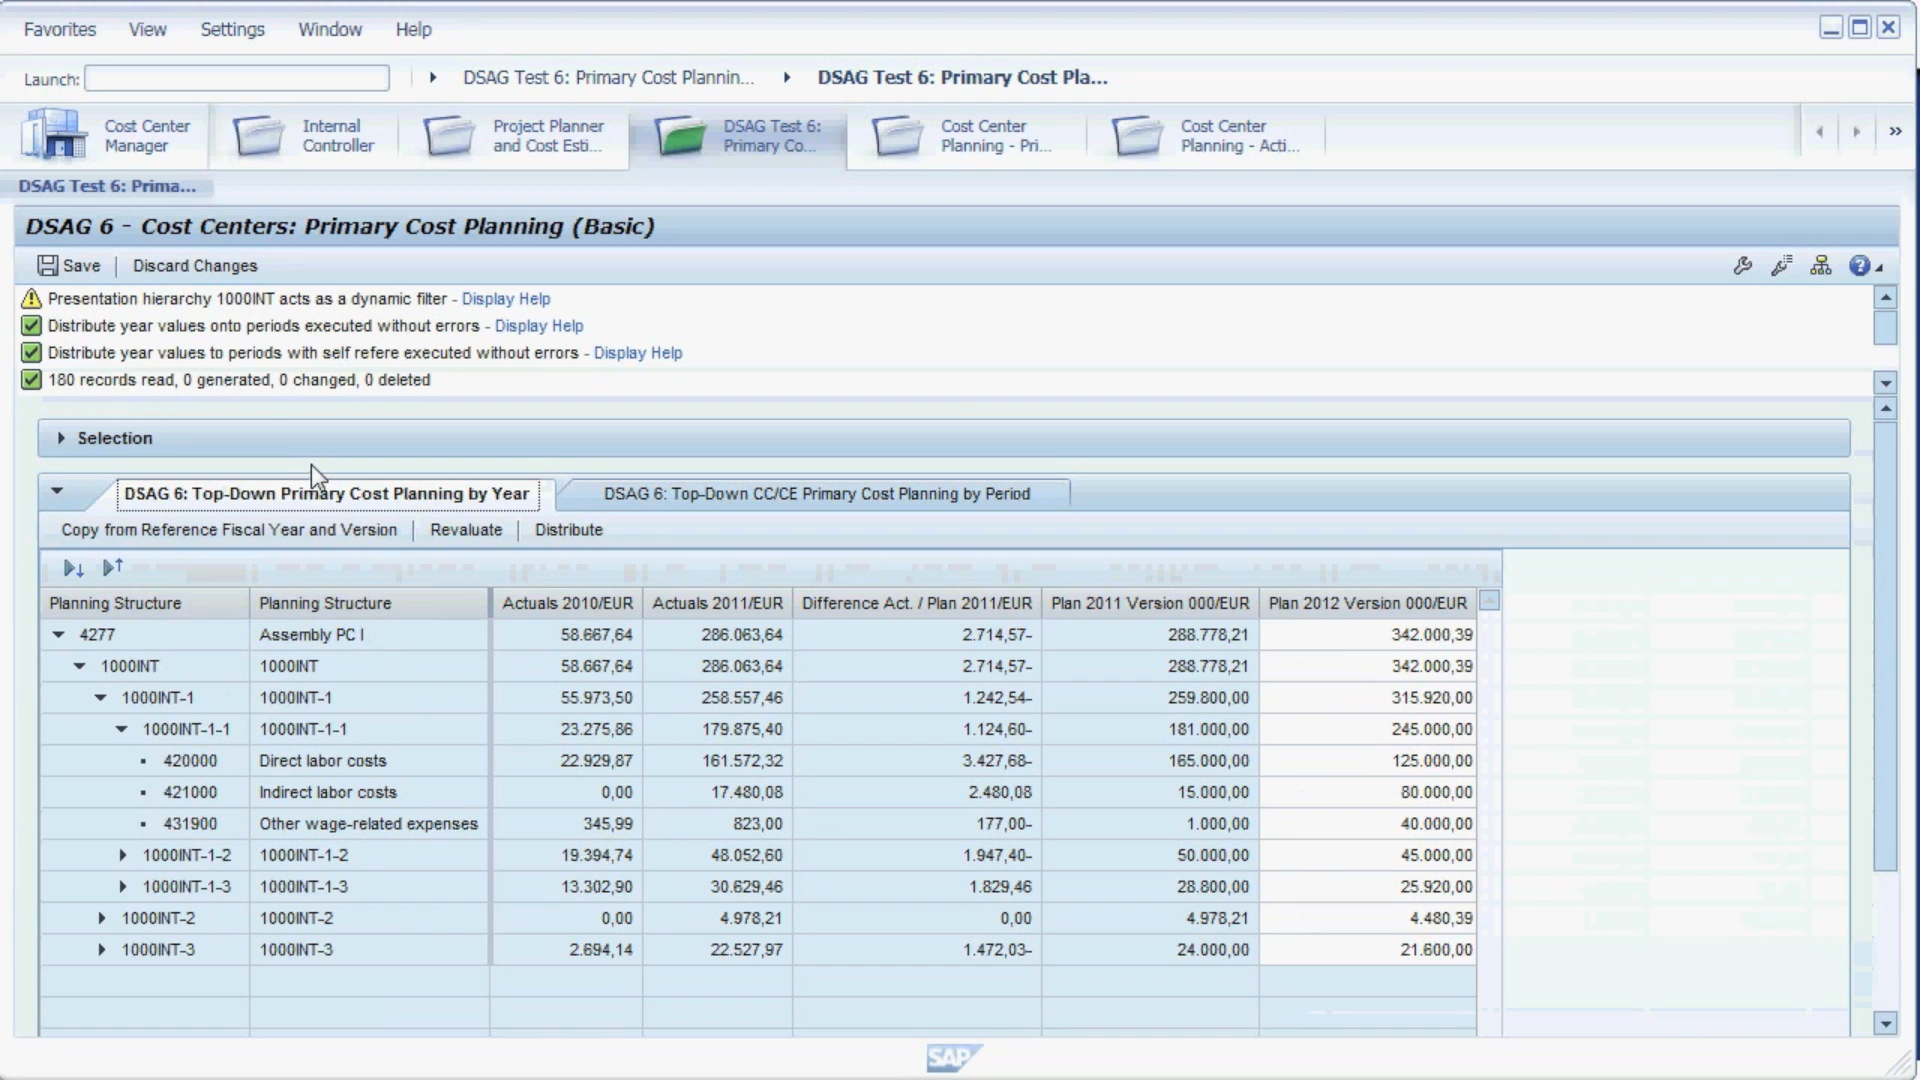 Favorites View Settings Window Help
Launch: DSAG Test 6: Primary Cost Plannin... DSAG Test 6: Primary Cost Pla...
Cost Center Manager
Internal Controller
Project Planner and Cost Esti...
DSAG Test 6: Primary Co...
Cost Center Planning - Pri...
Cost Center Planning - Acti...
DSAG Test 6: Prima...
DSAG 6 - Cost Centers: Primary Cost Planning (Basic)
Save Discard Changes
Presentation hierarchy 1000INT acts as a dynamic filter - Display Help
Distribute year values onto periods executed without errors - Display Help
Distribute year values to periods with self refere executed without errors - Display Help
180 records read, 0 generated, 0 changed, 0 deleted
Selection
DSAG 6: Top-Down Primary Cost Planning by Year DSAG 6: Top-Down CC/CE Primary Cost Planning by Period
Copy from Reference Fiscal Year and Version Revaluate Distribute
Planning Structure Planning Structure Actuals 2010/EUR Actuals 2011/EUR Difference Act. / Plan 2011/EUR Plan 2011 Version 000/EUR Plan 2012 Version 000/EUR
4277 Assembly PC I 58.667,64 286.063,64 2.714,57- 288.778,21 342.000,39
1000INT 1000INT 58.667,64 286.063,64 2.714,57- 288.778,21 342.000,39
1000INT-1 1000INT-1 55.973,50 258.557,46 1.242,54- 259.800,00 315.920,00
1000INT-1-1 1000INT-1-1 23.275,86 179.875,40 1.124,60- 181.000,00 245.000,00
420000 Direct labor costs 22.929,87 161.572,32 3.427,68- 165.000,00 125.000,00
421000 Indirect labor costs 0,00 17.480,08 2.480,08 15.000,00 80.000,00
431900 Other wage-related expenses 345,99 823,00 177,00- 1.000,00 40.000,00
1000INT-1-2 1000INT-1-2 19.394,74 48.052,60 1.947,40- 50.000,00 45.000,00
1000INT-1-3 1000INT-1-3 13.302,90 30.629,46 1.829,46 28.800,00 25.920,00
1000INT-2 1000INT-2 0,00 4.978,21 0,00 4.978,21 4.480,39
1000INT-3 1000INT-3 2.694,14 22.527,97 1.472,03- 24.000,00 21.600,00
SAP